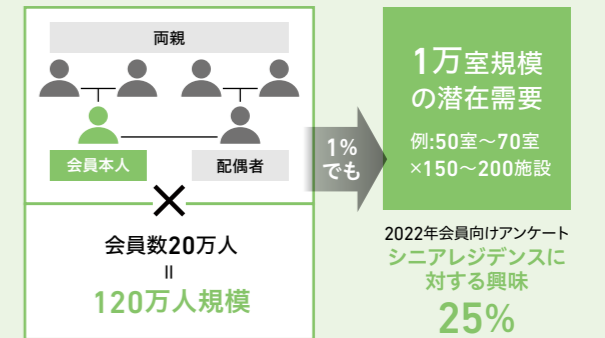 両親
会員本人
配偶者
×
会員数20万人
=
120万人規模
1%
でも
1万室規模
の潜在需要
例:50室〜70室
×150〜200施設
2022年会員向けアンケート
シニアレジデンスに
対する興味
25%